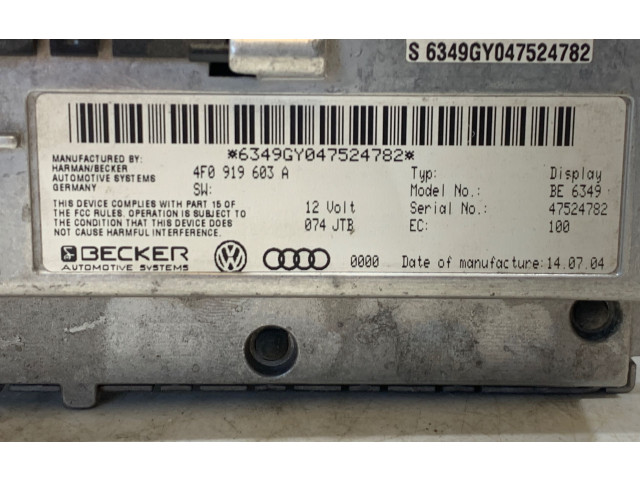 S 6349GY047524782
*6349GY047524782*
MANUFACTURED BY:
HARMAN/BECKER
AUTOMOTIVE SYSTEMS
GERMANY
4F0 919 603 A
SW:
Typ: Display
Model No.: BE 6349
THIS DEVICE COMPLIES WITH PART 15 OF
THE FCC RULES. OPERATION IS SUBJECT TO
THE CONDITION THAT THIS DEVICE DOES
NOT CAUSE HARMFUL INTERFERENCE.
12 Volt
074 JTB
Serial No.: 47524782
EC: 100
BECKER
AUTOMOTIVE SYSTEMS
0000 Date of manufacture: 14.07.04